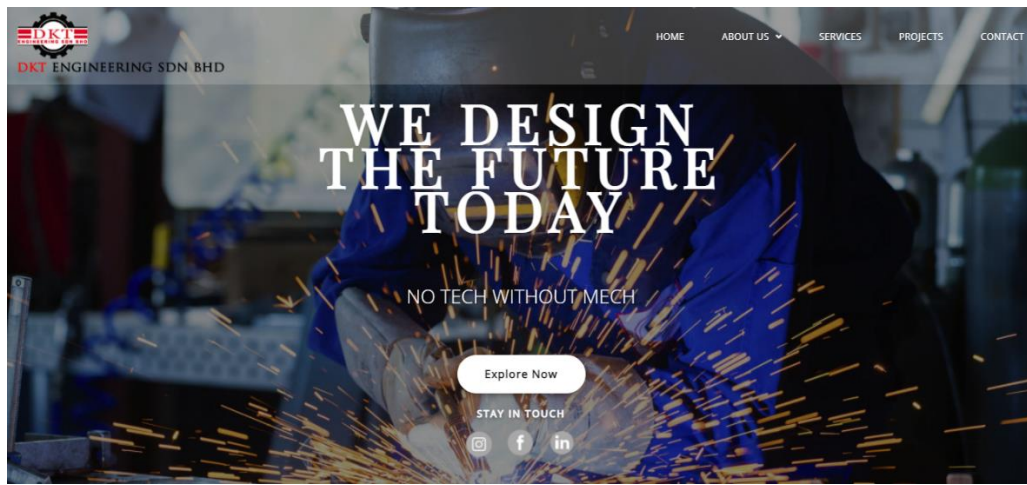 DKT
ENGINEERING SDN BHD
DKT ENGINEERING SDN BHD
HOME
ABOUT US
SERVICES
PROJECTS
CONTACT
WE DESIGN
THE FUTURE
TODAY
NO TECH WITHOUT MECH
Explore Now
STAY IN TOUCH